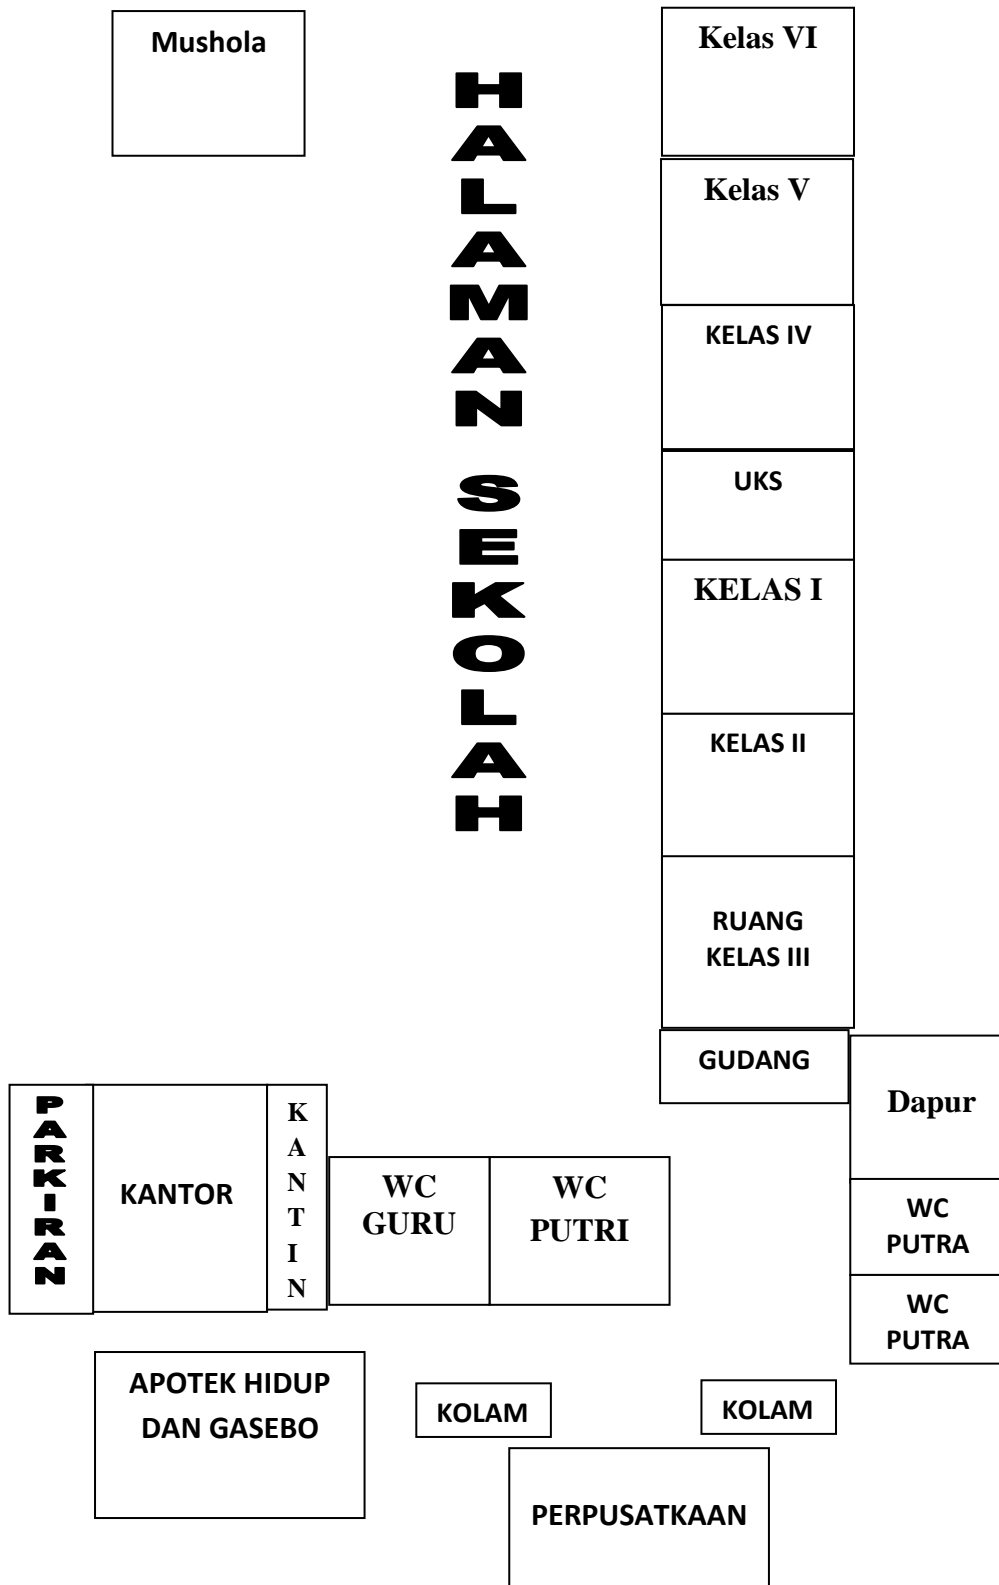 Mushola
HALAMAN SEKOLAH
Kelas VI
Kelas V
KELAS IV
UKS
KELAS I
KELAS II
RUANG
KELAS III
GUDANG
Dapur
WC
PUTRA
WC
PUTRA
PARKIRAN
KANTOR
KANTIN
WC
GURU
WC
PUTRI
APOTEK HIDUP
DAN GASEBO
KOLAM
KOLAM
PERPUSATKAAN